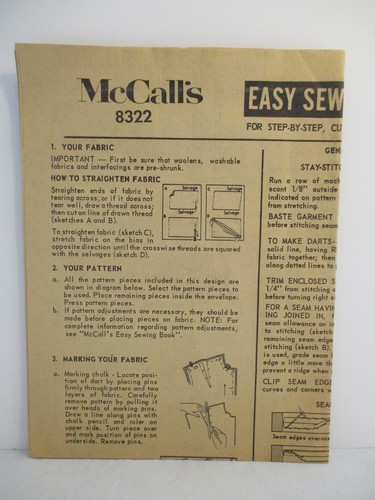 McCall's
8322
EASY SEW
FOR STEP-BY-STEP, CU
1. YOUR FABRIC
IMPORTANT — First be sure that woolens, washable
fabrics and interfacings are pre-shrunk.
HOW TO STRAIGHTEN FABRIC
Straighten ends of fabric by
tearing across, or if it does not
tear well, draw a thread across;
then cut on line of drawn thread
(sketches A and B).
To straighten fabric (sketch C),
stretch fabric on the bias in
opposite direction until the crosswise threads are squared
with the selvages (sketch D).
A Selvage
C Selvage
B Selvage
D Selvage
2. YOUR PATTERN
a. All the pattern pieces included in this design are
shown in diagram below. Select the pattern pieces to
be used. Place remaining pieces inside the envelope.
Press pattern pieces.
b. If pattern adjustments are necessary, they should be
made before placing pieces on fabric. NOTE: For
complete information regarding pattern adjustments,
see "McCall's Easy Sewing Book".
3. MARKING YOUR FABRIC
a. Marking chalk - Locate posi-
tion of dart by placing pins
firmly through pattern and two
layers of fabric. Carefully
remove pattern by pulling it
over heads of marking pins.
Draw a line along pins with
chalk pencil and ruler on
upper side. Turn piece over
and mark position of pins on
underside. Remove pins.
GEN
STAY-STITC
Run a row of mach
scant 1/8" outside
indicated on pattern
from stretching.
BASTE GARMENT
before stitching seam
TO MAKE DARTS-
solid line, having R
fabric together; then
along dotted lines to
TRIM ENCLOSED S
1/4" from stitching
before turning right s
FOR A SEAM HAVIN
ING JOINED IN,
seam allowance on
to stitching (sketch
remaining seam edge
stitching (sketch B).
is used, grade seam
edge a little more tha
prevent a ridge when
CLIP SEAM EDGE
curves and corners w
SEA
Seam edges overcas